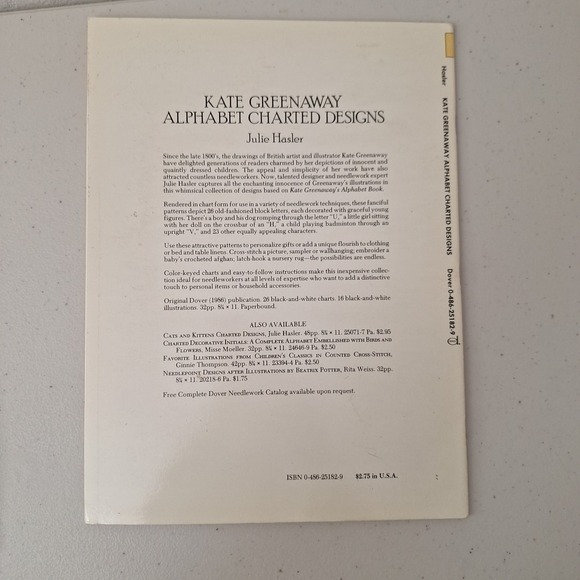 KATE GREENAWAY
ALPHABET CHARTED DESIGNS
Julie Hasler
Since the late 1800's, the drawings of British artist and illustrator Kate Greenaway
have delighted generations of readers charmed by her depictions of innocent and
quaintly dressed children. The appeal and simplicity of her work have also
attracted countless needleworkers. Now, talented designer and needlework expert
Julie Hasler captures all the enchanting innocence of Greenaway's illustrations in
this whimsical collection of designs based on Kate Greenaway's Alphabet Book.
Rendered in chart form for use in a variety of needlework techniques, these fanciful
patterns depict 26 old-fashioned block letters, each decorated with graceful young
figures. There's a boy and his dog romping through the letter "U," a little girl sitting
with her doll on the crossbar of an "H," a child playing badminton through an
upright "V," and 23 other equally appealing characters.
Use these attractive patterns to personalize gifts or add a unique flourish to clothing
or bed and table linens: Cross-stitch a picture, sampler or wallhanging; embroider a
baby's crocheted afghan; latch-hook a nursery rug—the possibilities are endless.
Color-keyed charts and easy-to-follow instructions make this inexpensive collec-
tion ideal for needleworkers at all levels of expertise who want to add a distinctive
touch to personal items or household accessories.
Original Dover (1986) publication. 26 black-and-white charts. 16 black-and-white
illustrations. 32pp. 8¼ × 11. Paperbound.
ALSO AVAILABLE
CATS AND KITTENS CHARTED DESIGNS, Julie Hasler. 48pp. 8¼ × 11. 25071-7 Pa. $2.95
CHARTED DECORATIVE INITIALS: A COMPLETE ALPHABET EMBELLISHED WITH BIRDS AND
FLOWERS, Misse Moeller. 32pp. 8¼ × 11. 24646-9 Pa. $2.50
FAVORITE ILLUSTRATIONS FROM CHILDREN'S CLASSICS IN COUNTED CROSS-STITCH,
Ginnie Thompson. 42pp. 8¼ × 11. 23394-4 Pa. $2.50
NEEDLEPOINT DESIGNS AFTER ILLUSTRATIONS BY BEATRIX POTTER, Rita Weiss. 32pp.
8¼ × 11. 20218-6 Pa. $1.75
Free Complete Dover Needlework Catalog available upon request.
ISBN 0-486-25182-9 $2.75 in U.S.A.
Hasler KATE GREENAWAY ALPHABET CHARTED DESIGNS Dover 0-486-25182-9